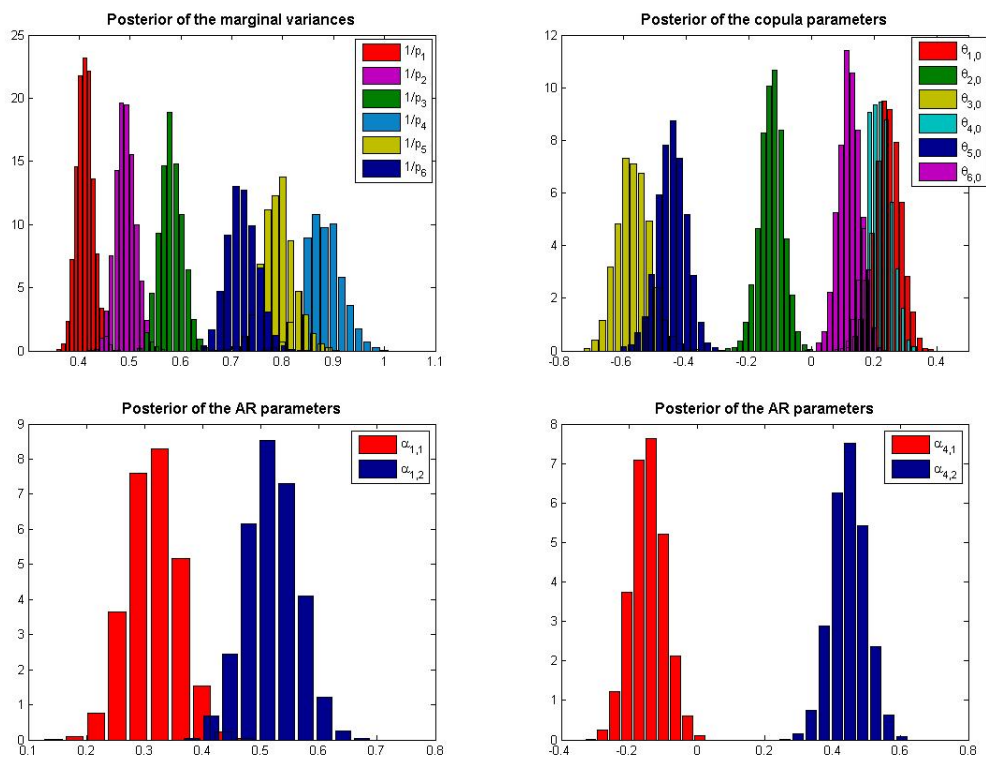 Posterior of the marginal variances
25
20
15
10
5
0
0.4 0.5 0.6 0.7 0.8 0.9 1 1.1
1/p1
1/p2
1/p3
1/p4
1/p5
1/p6
Posterior of the copula parameters
12
10
8
6
4
2
0
-0.8 -0.6 -0.4 -0.2 0 0.2 0.4
θ1,0
θ2,0
θ3,0
θ4,0
θ5,0
θ6,0
Posterior of the AR parameters
9
8
7
6
5
4
3
2
1
0
0.1 0.2 0.3 0.4 0.5 0.6 0.7 0.8
α1,1
α1,2
Posterior of the AR parameters
8
7
6
5
4
3
2
1
0
-0.4 -0.2 0 0.2 0.4 0.6 0.8
α4,1
α4,2